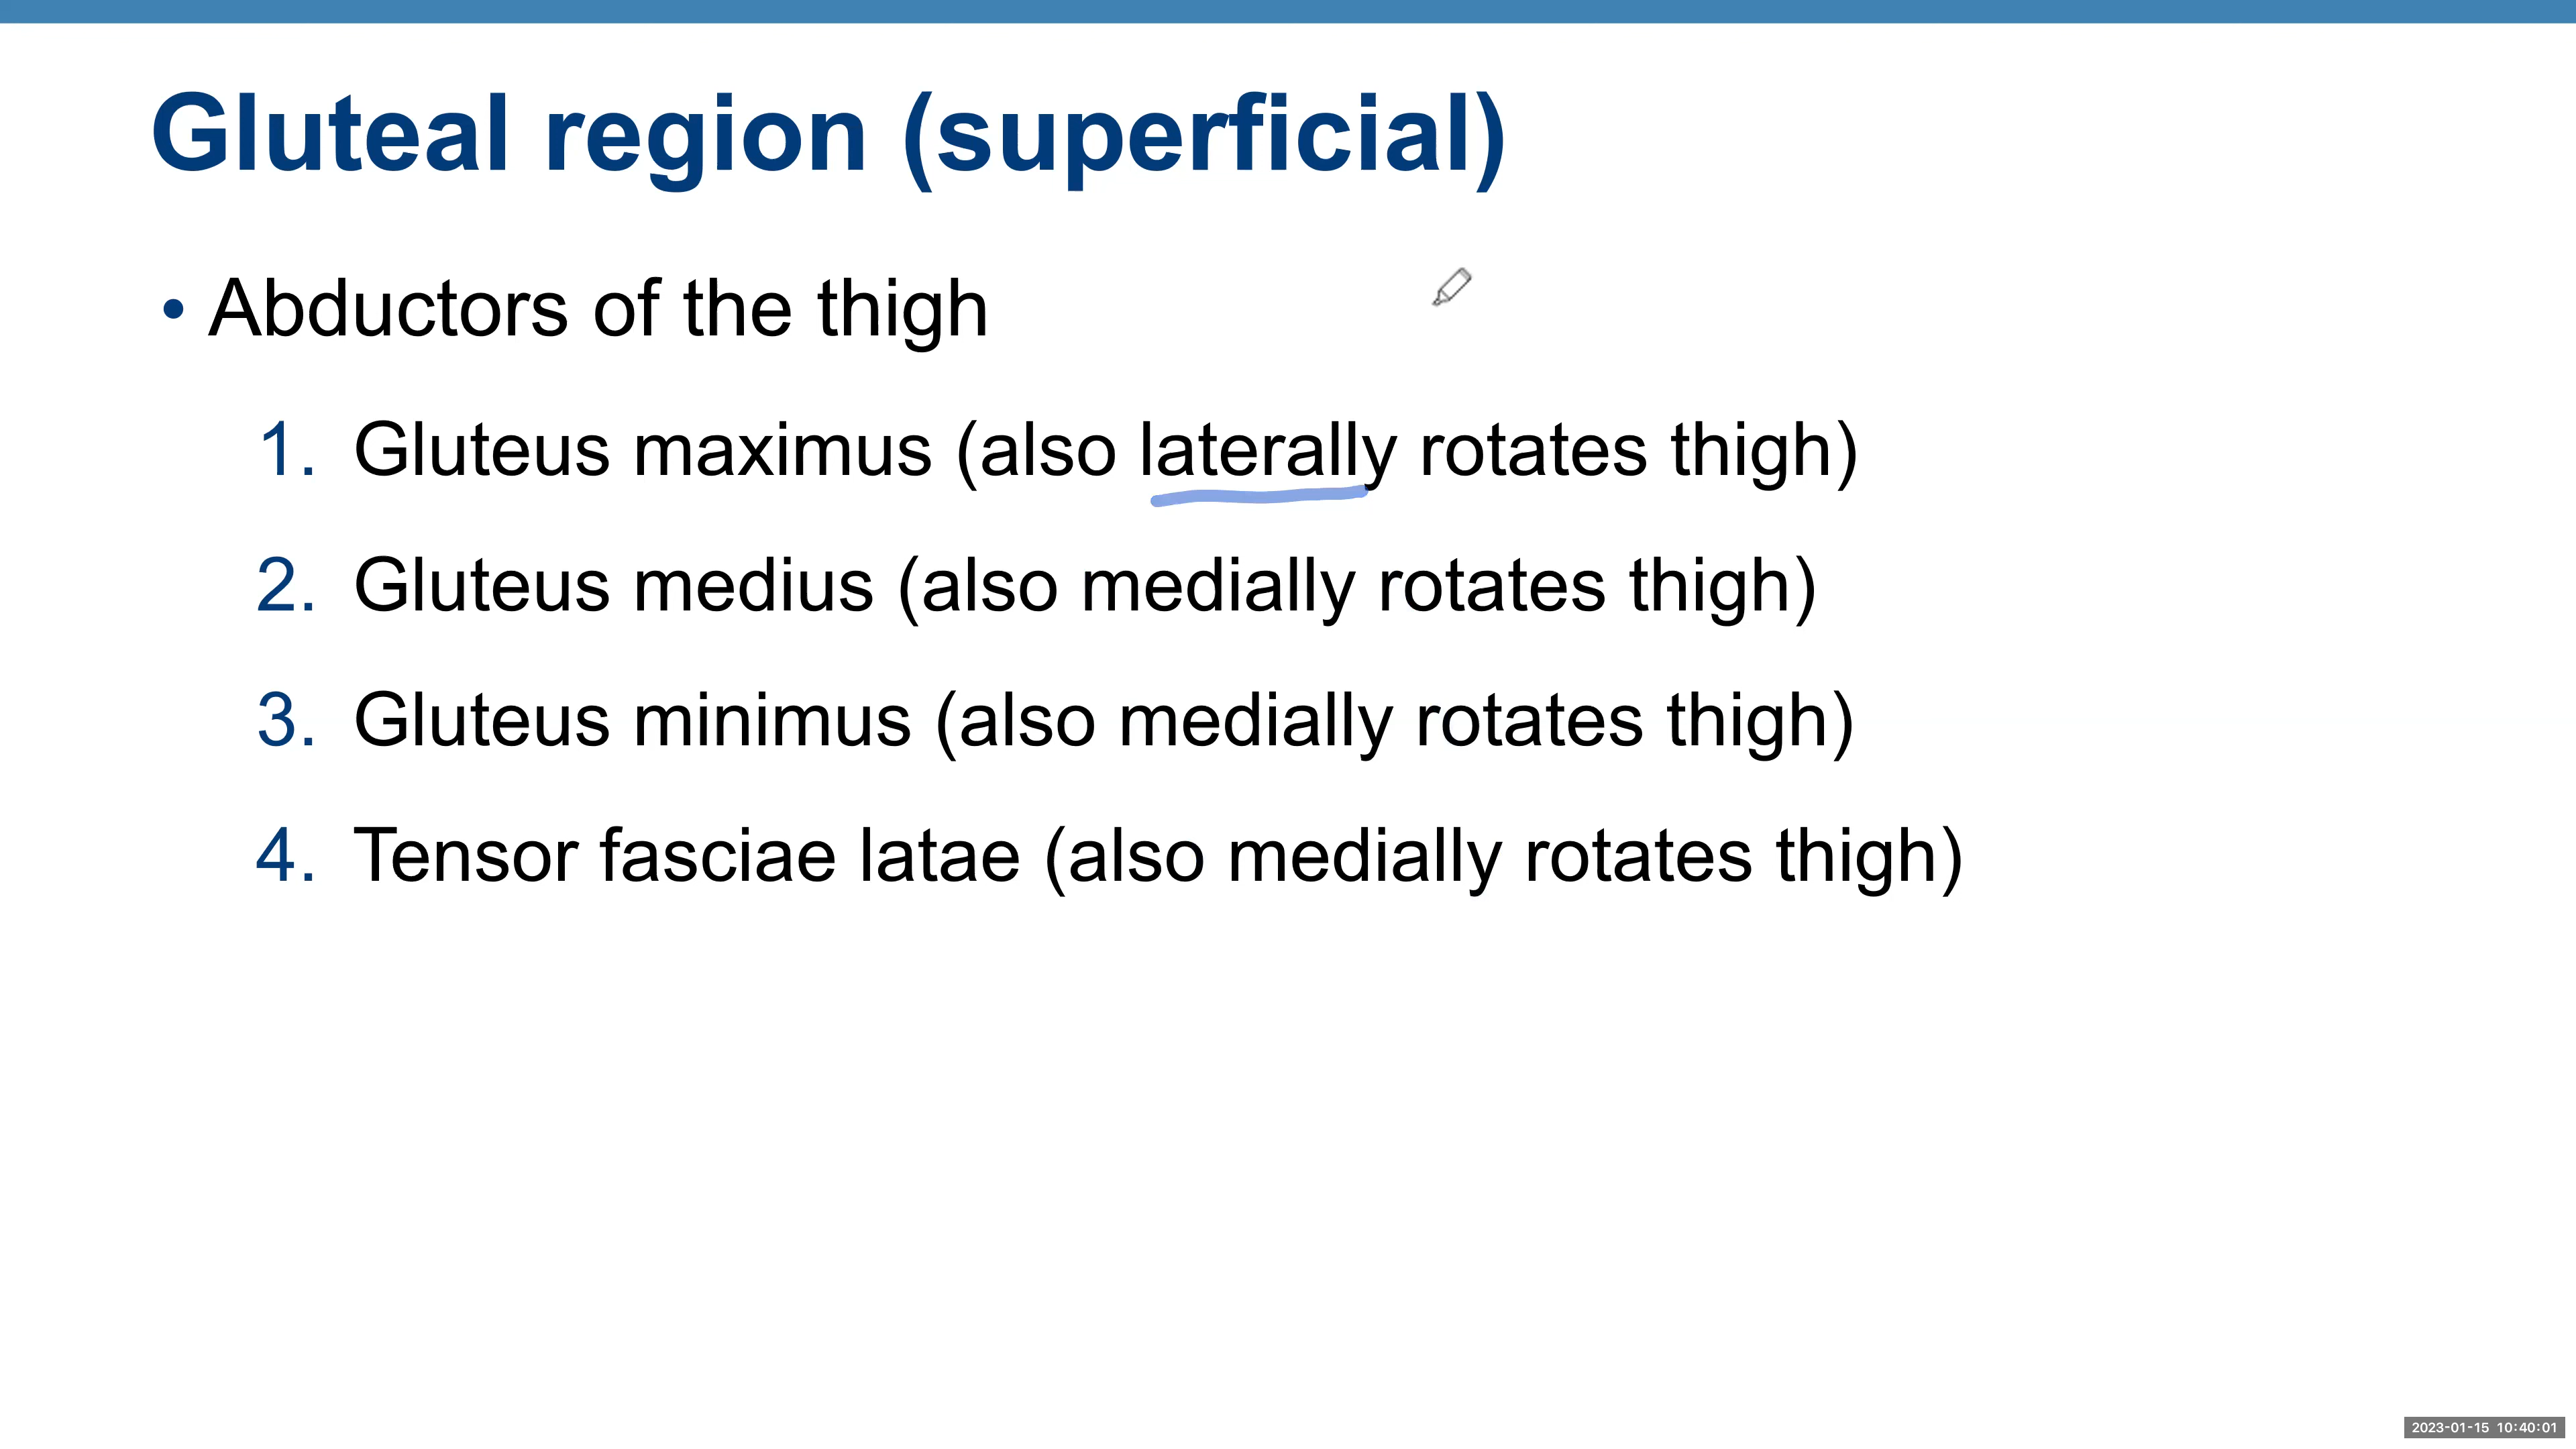 Gluteal region (superficial)
• Abductors of the thigh
1. Gluteus maximus (also laterally rotates thigh)
2. Gluteus medius (also medially rotates thigh)
3. Gluteus minimus (also medially rotates thigh)
4. Tensor fasciae latae (also medially rotates thigh)
2023-01-15 10:40:01